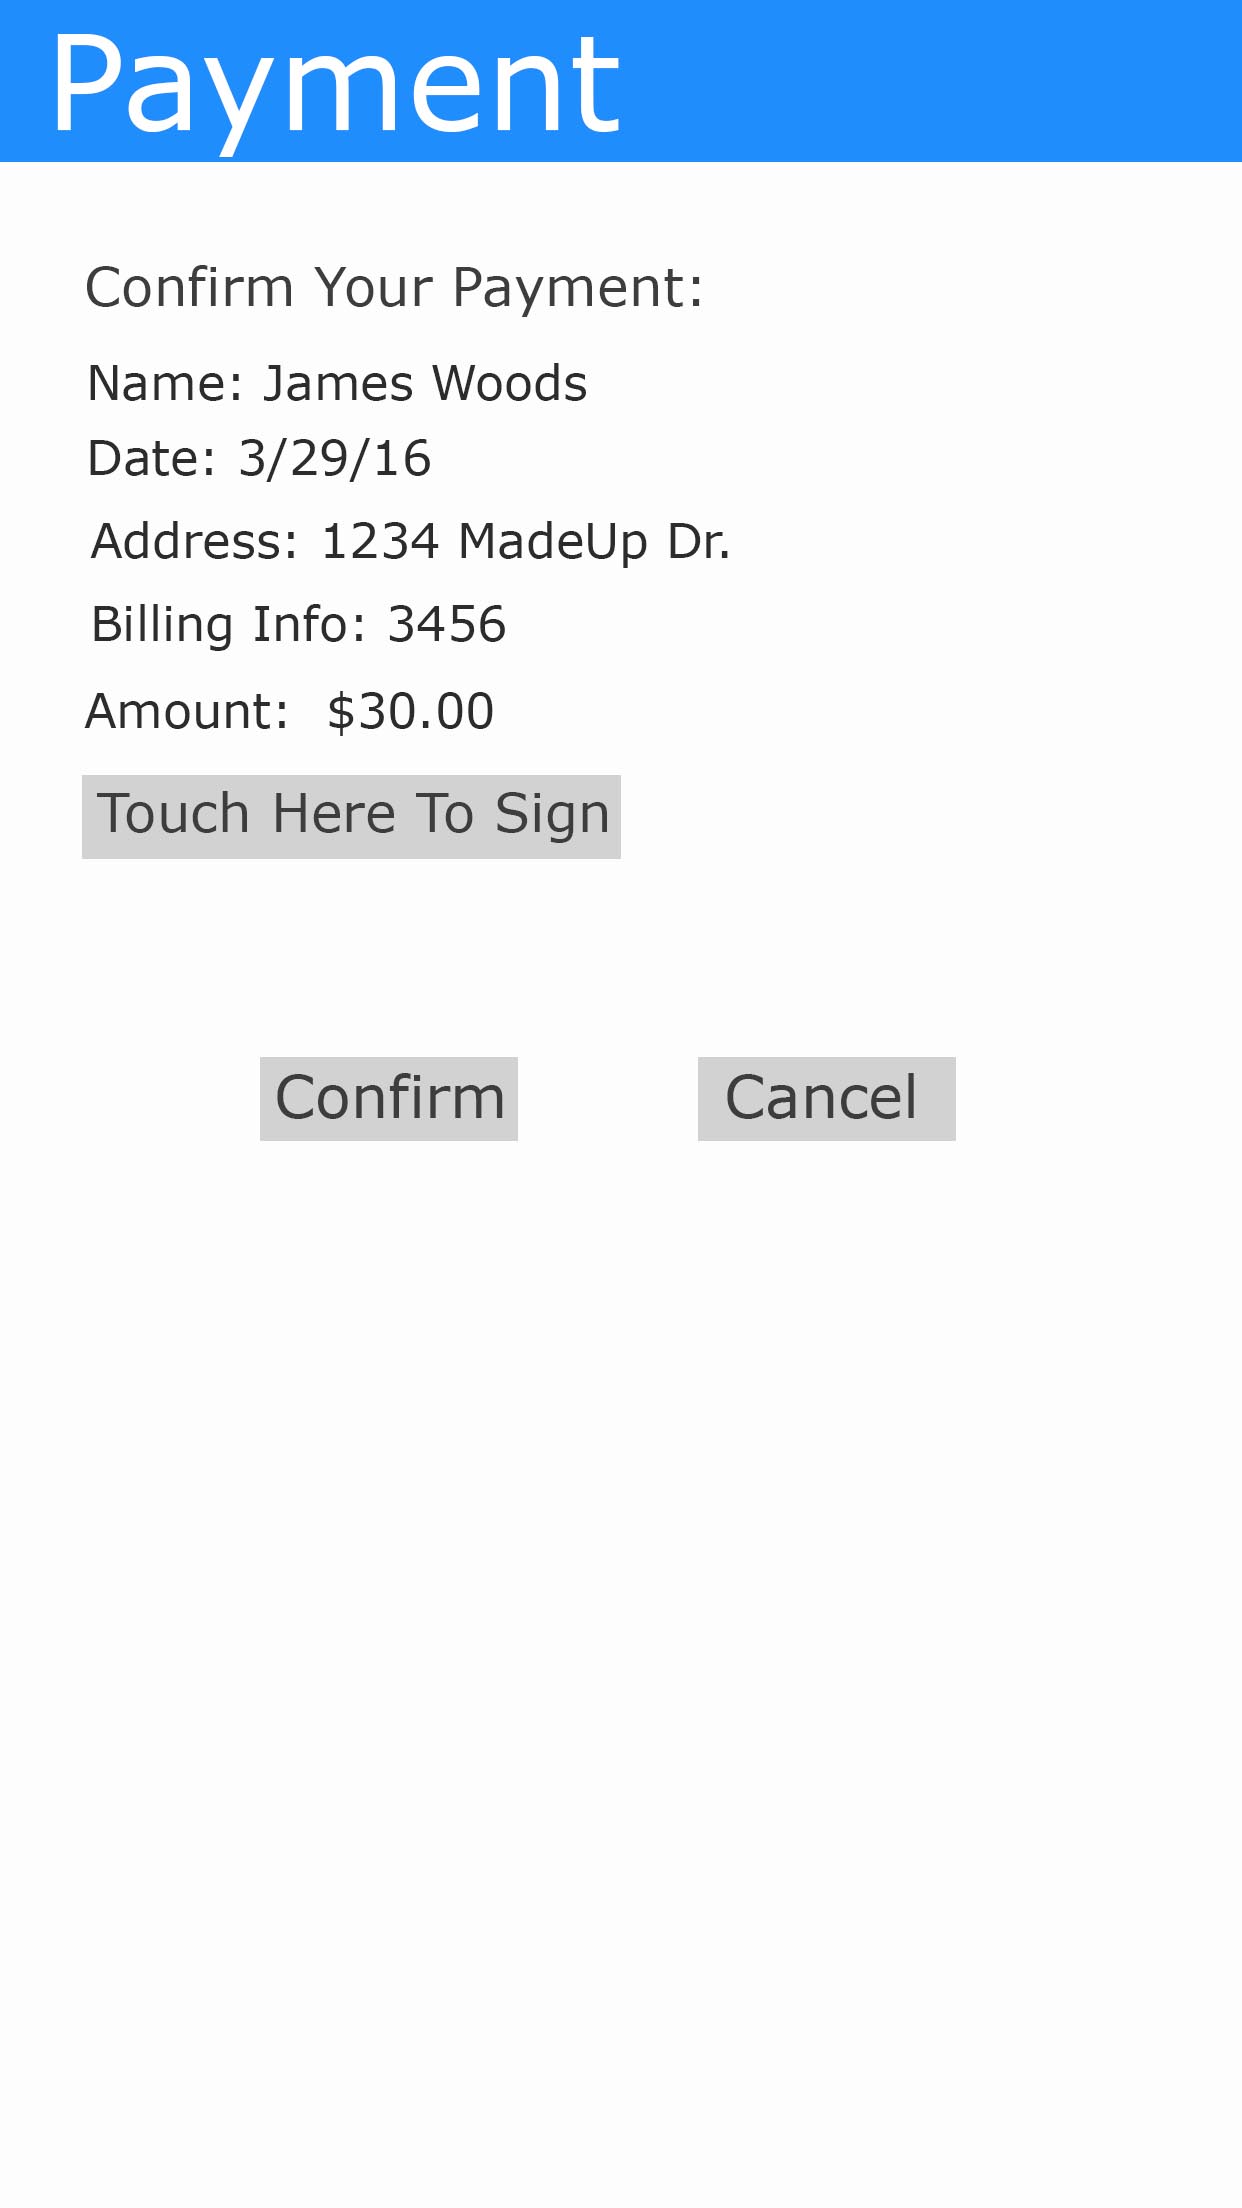 Payment
Confirm Your Payment:
Name: James Woods
Date: 3/29/16
Address: 1234 MadeUp Dr.
Billing Info: 3456
Amount:  $30.00
Touch Here To Sign
Confirm
Cancel